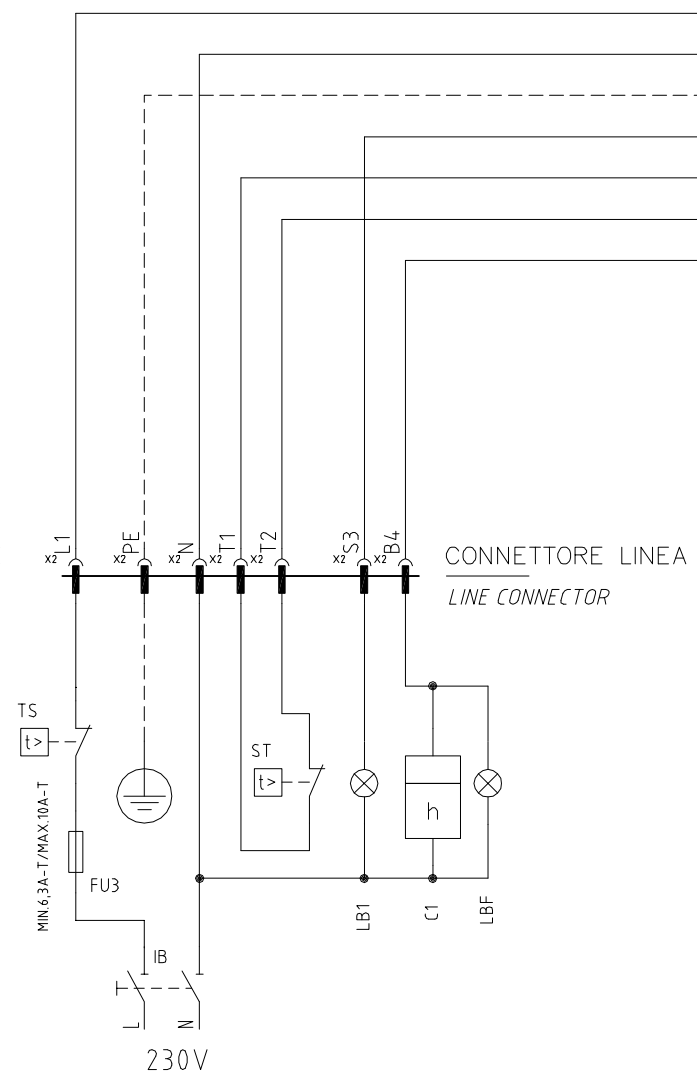 X2 L1
X2 PE
X2 N
X2 T1
X2 T2
X2 S3
X2 B4
CONNETTORE LINEA
LINE CONNECTOR
TS
t>
ST
t>
h
MIN.6,3A-T/MAX.10A-T
FU3
LB1
C1
LBF
IB
L
N
230V